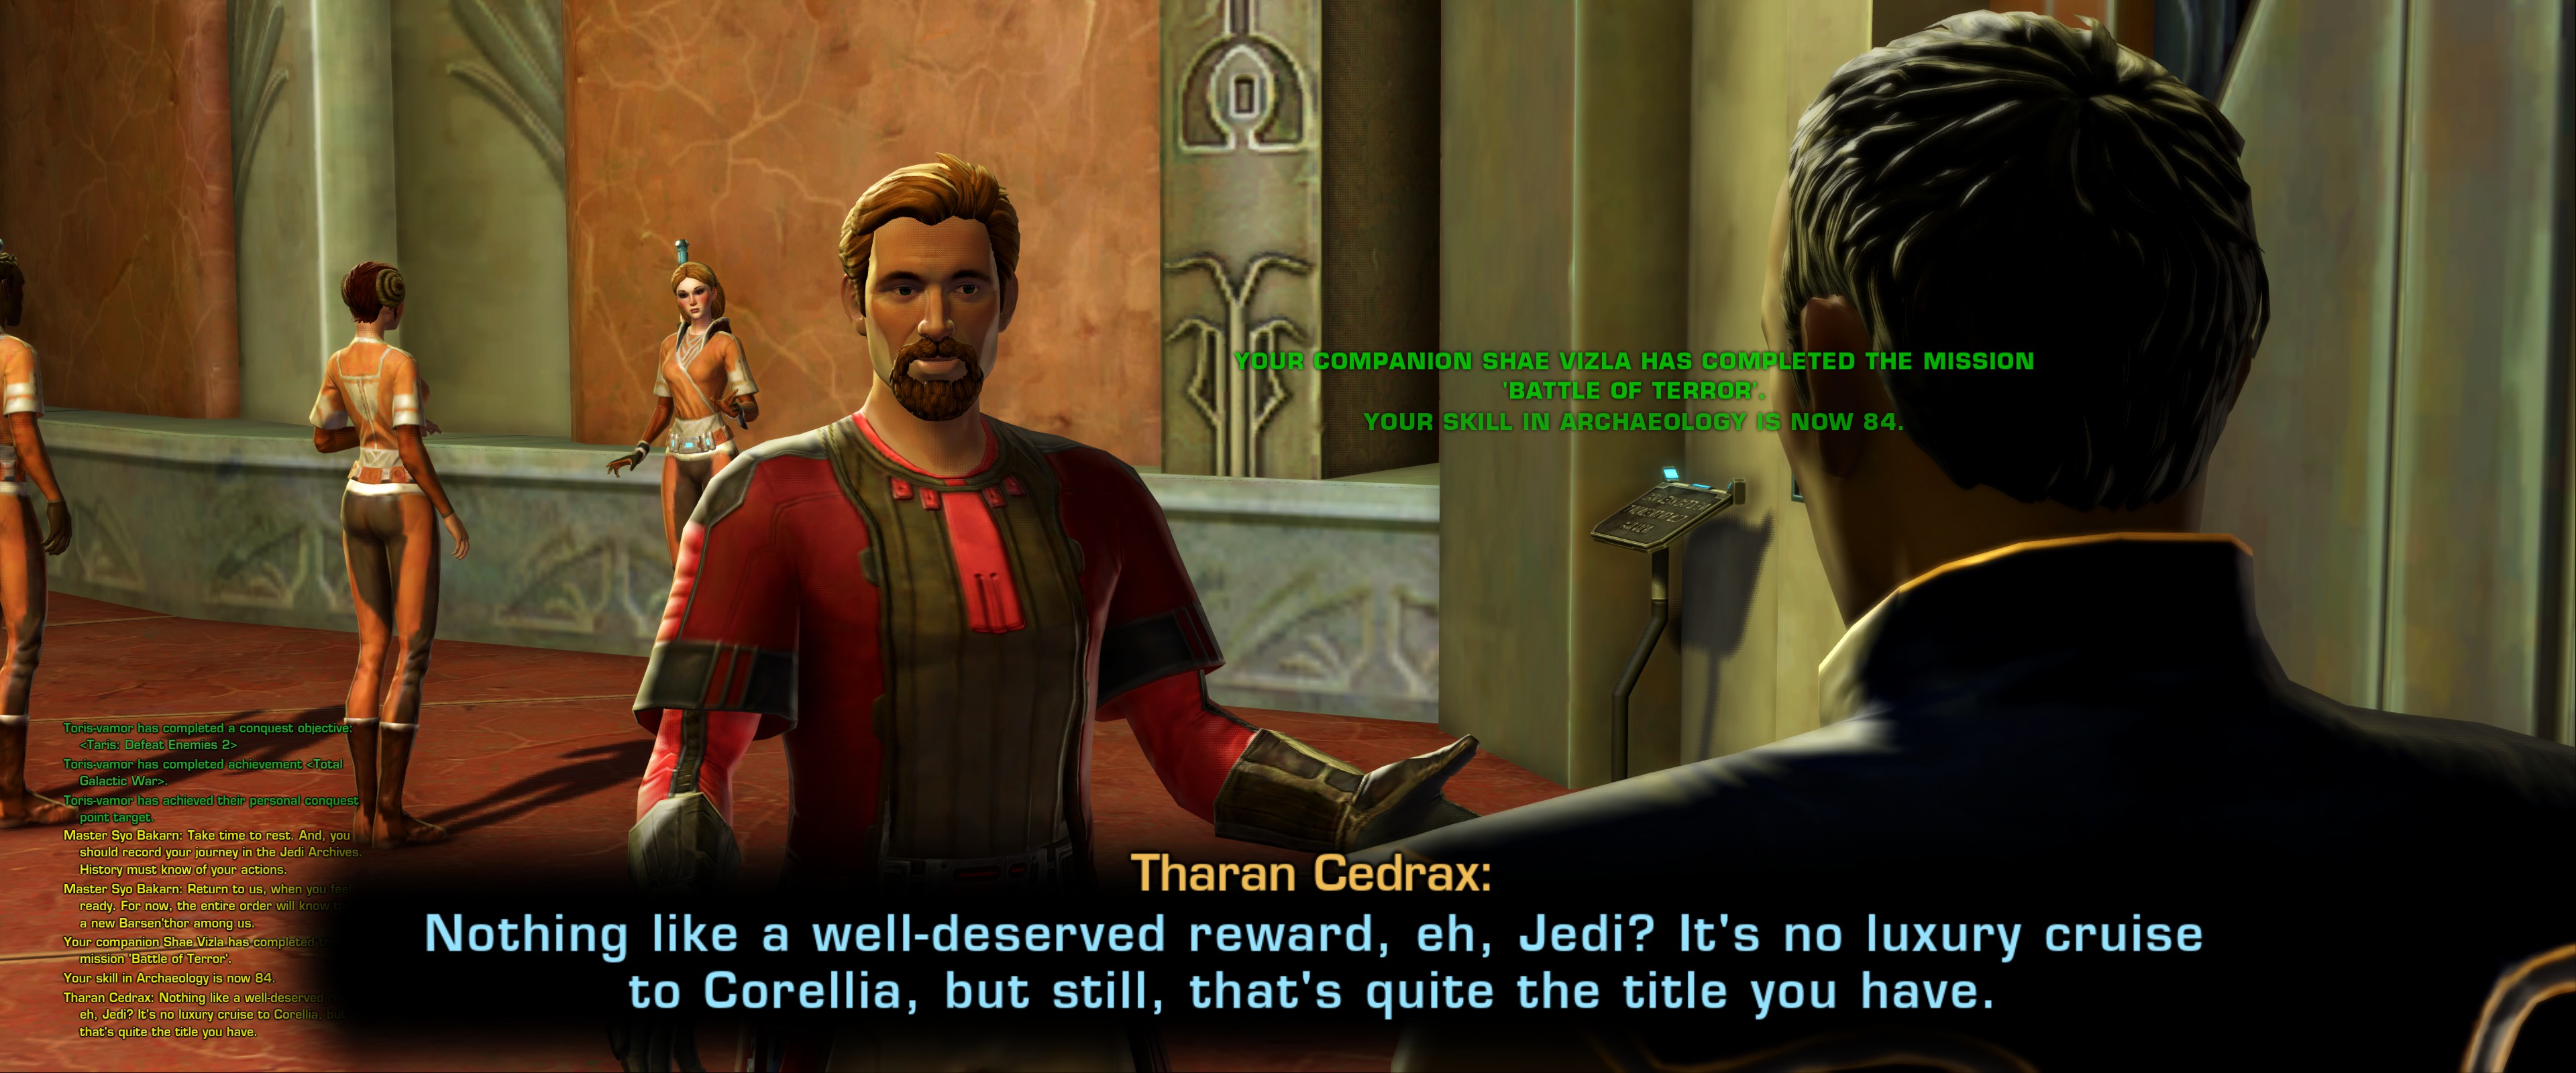 YOUR COMPANION SHAE VIZLA HAS COMPLETED THE MISSION
'BATTLE OF TERROR'.
YOUR SKILL IN ARCHAEOLOGY IS NOW 84.
Toris-vamor has completed a conquest objective:
<Taris: Defeat Enemies 2>
Toris-vamor has completed achievement <Total
Galactic War>.
Toris-vamor has achieved their personal conquest
point target.
Master Syo Bakarn: Take time to rest. And, you
should record your journey in the Jedi Archives.
History must know of your actions.
Master Syo Bakarn: Return to us, when you feel
ready. For now, the entire order will know
a new Barsen'thor among us.
Your companion Shae Vizla has completed the
mission 'Battle of Terror'.
Your skill in Archaeology is now 84.
Tharan Cedrax: Nothing like a well-deserved
eh, Jedi? It's no luxury cruise to Corellia, but
that's quite the title you have.
Tharan Cedrax:
Nothing like a well-deserved reward, eh, Jedi? It's no luxury cruise
to Corellia, but still, that's quite the title you have.